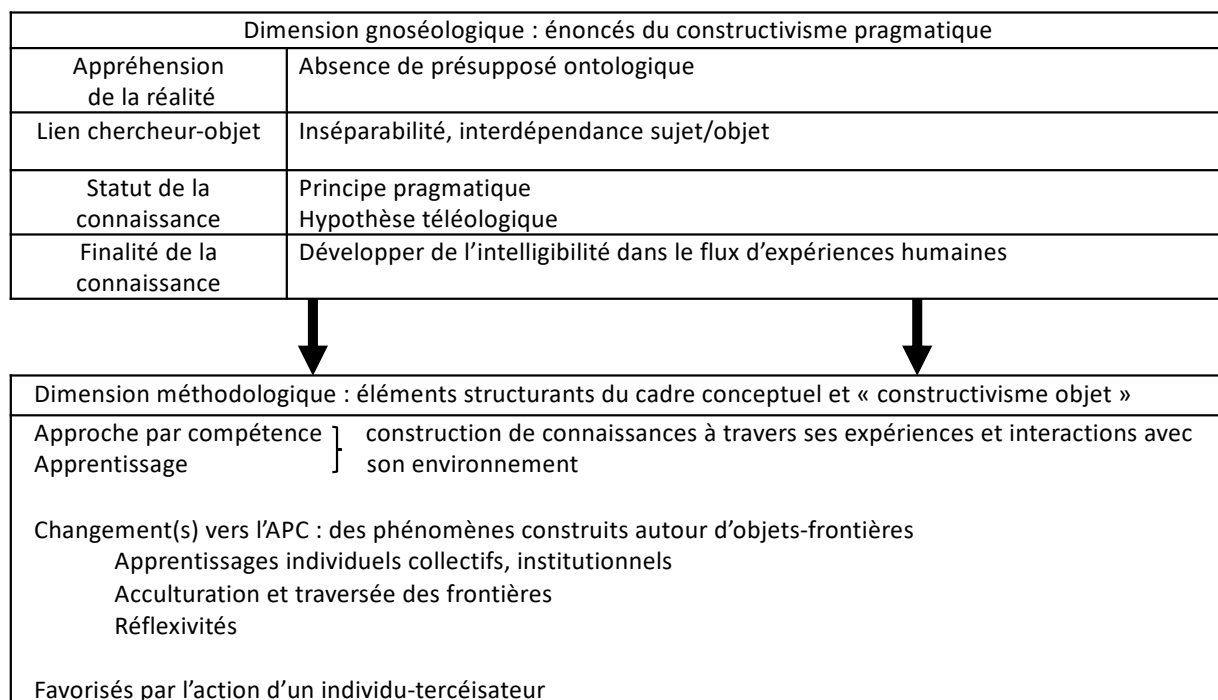 Dimension gnoséologique : énoncés du constructivisme pragmatique
Appréhension
de la réalité
Absence de présupposé ontologique
Lien chercheur-objet
Inséparabilité, interdépendance sujet/objet
Statut de la
connaissance
Principe pragmatique
Hypothèse téléologique
Finalité de la
connaissance
Développer de l’intelligibilité dans le flux d’expériences humaines
Dimension méthodologique : éléments structurants du cadre conceptuel et « constructivisme objet »
Approche par compétence
Apprentissage
construction de connaissances à travers ses expériences et interactions avec
son environnement
Changement(s) vers l’APC : des phénomènes construits autour d’objets-frontières
Apprentissages individuels collectifs, institutionnels
Acculturation et traversée des frontières
Réflexivités
Favorisés par l’action d’un individu-tercéisateur